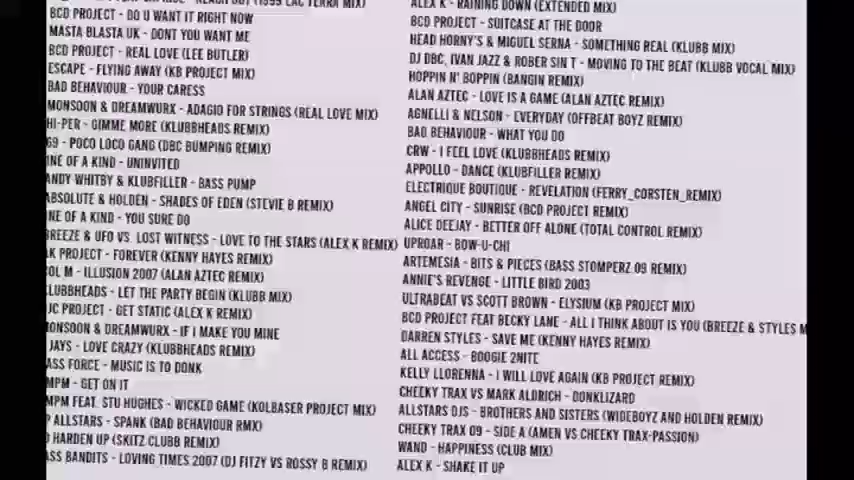 REACH OUT (1999 LAC TERRA MIX)
BCD PROJECT - DO U WANT IT RIGHT NOW
MASTA BLASTA UK - DONT YOU WANT ME
BCD PROJECT - REAL LOVE (LEE BUTLER)
ESCAPE - FLYING AWAY (KB PROJECT MIX)
BAD BEHAVIOUR - YOUR CARESS
MONSOON & DREAMWURX - ADAGIO FOR STRINGS (REAL LOVE MIX)
HI-PER - GIMME MORE (KLUBBHEADS REMIX)
69 - POCO LOCO GANG (DBC BUMPING REMIX)
NE OF A KIND - UNINVITED
ANDY WHITBY & KLUBFILLER - BASS PUMP
ABSOLUTE & HOLDEN - SHADES OF EDEN (STEVIE B REMIX)
NE OF A KIND - YOU SURE DO
BREEZE & UFO VS. LOST WITNESS - LOVE TO THE STARS (ALEX K REMIX)
K PROJECT - FOREVER (KENNY HAYES REMIX)
OL M - ILLUSION 2007 (ALAN AZTEC REMIX)
LUBBHEADS - LET THE PARTY BEGIN (KLUBB MIX)
JC PROJECT - GET STATIC (ALEX K REMIX)
ONSOON & DREAMWURX - IF I MAKE YOU MINE
JAYS - LOVE CRAZY (KLUBBHEADS REMIX)
ASS FORCE - MUSIC IS TO DONK
MPM - GET ON IT
MPM FEAT. STU HUGHES - WICKED GAME (KOLBASER PROJECT MIX)
P ALLSTARS - SPANK (BAD BEHAVIOUR RMX)
HARDEN UP (SKITZ CLUBB REMIX)
ASS BANDITS - LOVING TIMES 2007 (DJ FITZY VS ROSSY B REMIX)
ALEX K - RAINING DOWN (EXTENDED MIX)
BCD PROJECT - SUITCASE AT THE DOOR
HEAD HORNY'S & MIGUEL SERNA - SOMETHING REAL (KLUBB MIX)
DJ DBC, IVAN JAZZ & ROBER SIN T - MOVING TO THE BEAT (KLUBB VOCAL MIX)
HOPPIN N' BOPPIN (BANGIN REMIX)
ALAN AZTEC - LOVE IS A GAME (ALAN AZTEC REMIX)
AGNELLI & NELSON - EVERYDAY (OFFBEAT BOYZ REMIX)
BAD BEHAVIOUR - WHAT YOU DO
CRW - I FEEL LOVE (KLUBBHEADS REMIX)
APPOLLO - DANCE (KLUBFILLER REMIX)
ELECTRIQUE BOUTIQUE - REVELATION (FERRY_CORSTEN_REMIX)
ANGEL CITY - SUNRISE (BCD PROJECT REMIX)
ALICE DEEJAY - BETTER OFF ALONE (TOTAL CONTROL REMIX)
UPROAR - BOW-U-CHI
ARTEMESIA - BITS & PIECES (BASS STOMPERZ 09 REMIX)
ANNIE'S REVENGE - LITTLE BIRD 2003
ULTRABEAT VS SCOTT BROWN - ELYSIUM (KB PROJECT MIX)
BCD PROJECT FEAT BECKY LANE - ALL I THINK ABOUT IS YOU (BREEZE & STYLES M
DARREN STYLES - SAVE ME (KENNY HAYES REMIX)
ALL ACCESS - BOOGIE 2NITE
KELLY LLORENNA - I WILL LOVE AGAIN (KB PROJECT REMIX)
CHEEKY TRAX VS MARK ALDRICH - DONKLIZARD
ALLSTARS DJS - BROTHERS AND SISTERS (WIDEBOYZ AND HOLDEN REMIX)
CHEEKY TRAX 09 - SIDE A (AMEN VS CHEEKY TRAX-PASSION)
WAND - HAPPINESS (CLUB MIX)
ALEX K - SHAKE IT UP